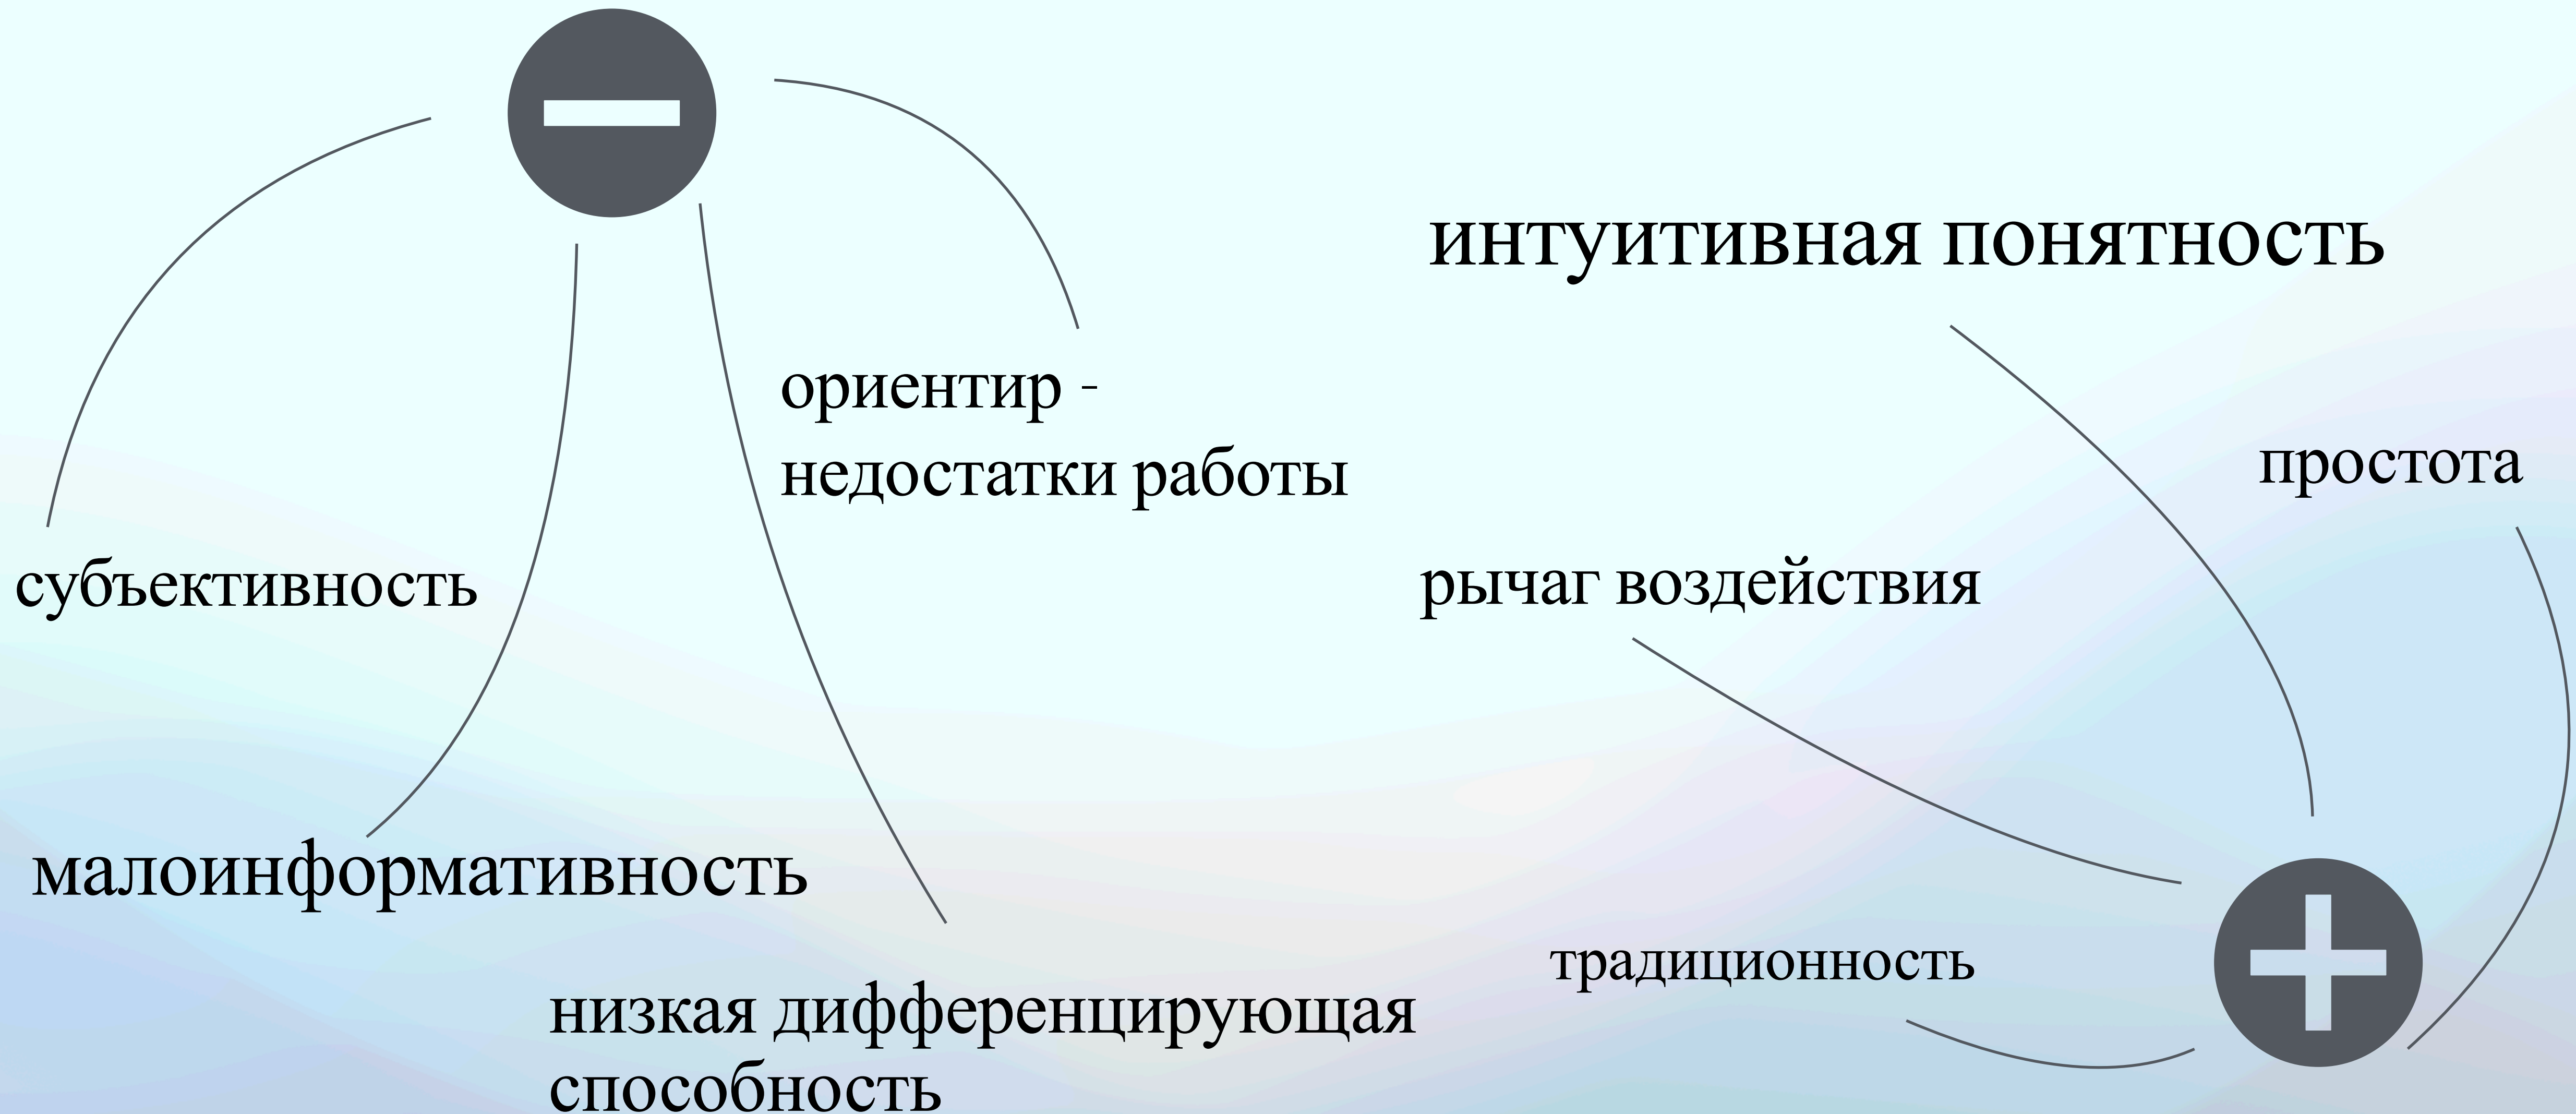 ориентир -
недостатки работы
субъективность
малоинформативность
низкая дифференцирующая
способность
интуитивная понятность
простота
рычаг воздействия
традиционность